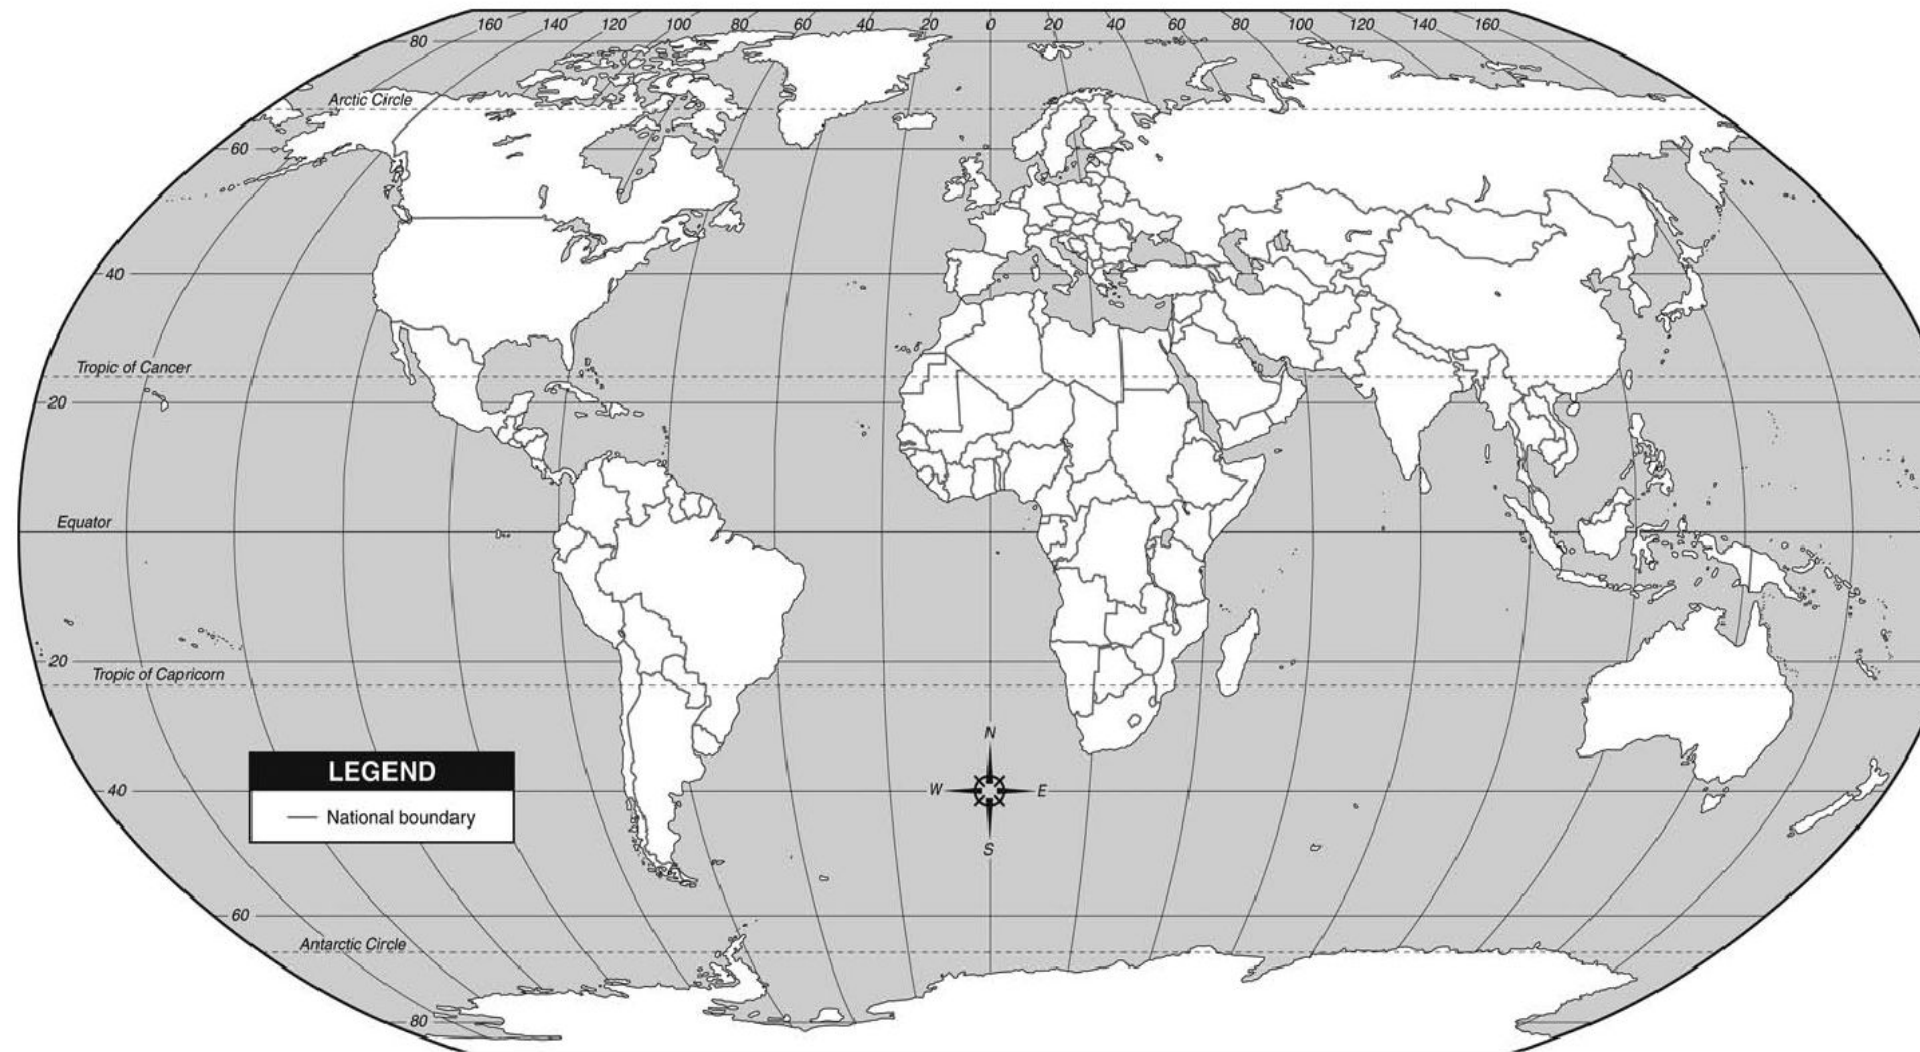 160 140 120 100 80 60 40 20 0 20 40 60 80 100 120 140 160
80
Arctic Circle
60
40
Tropic of Cancer
20
Equator
20
Tropic of Capricorn
N
LEGEND
W E
40
National boundary
S
60
Antarctic Circle
80